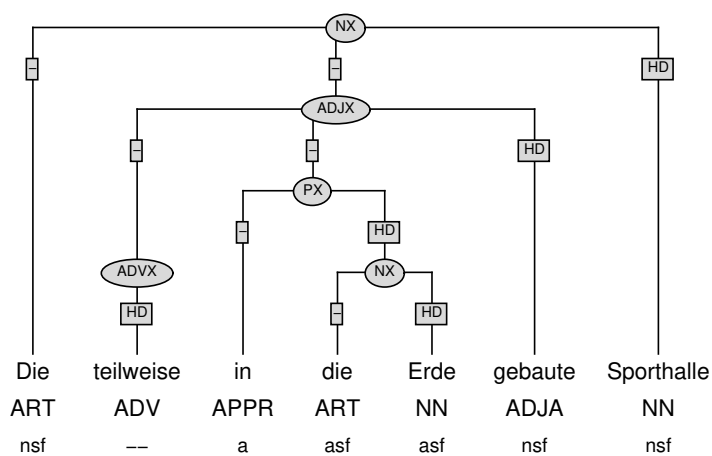 NX
– – HD
ADJX
– – HD
PX
– HD
ADVX NX
HD – HD
Die teilweise in die Erde gebaute Sporthalle
ART ADV APPR ART NN ADJA NN
nsf –– a asf asf nsf nsf